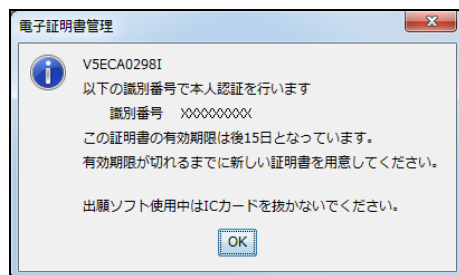 電子証明書管理
V5ECA0298I
以下の識別番号で本人認証を行います
識別番号　XXXXXXXXX
この証明書の有効期限は後15日となっています。
有効期限が切れるまでに新しい証明書を用意してください。
出願ソフト使用中はICカードを抜かないでください。
OK